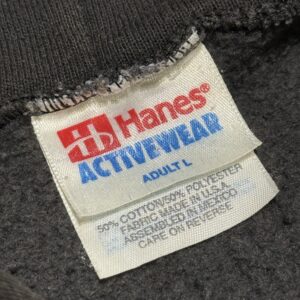 Hanes®
ACTIVEWEAR
ADULT L
50% COTTON/50% POLYESTER
FABRIC MADE IN U.S.A.
ASSEMBLED IN MEXICO
CARE ON REVERSE